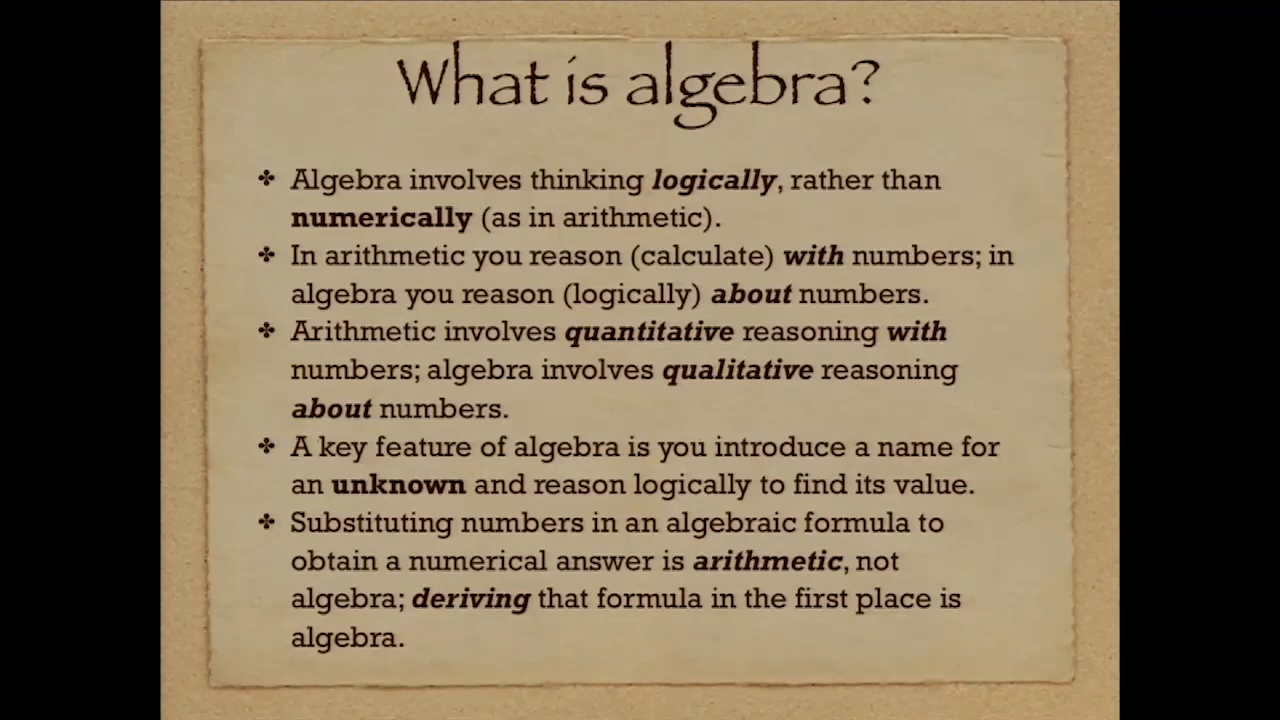 What is algebra?
✤ Algebra involves thinking logically, rather than
numerically (as in arithmetic).
✤ In arithmetic you reason (calculate) with numbers; in
algebra you reason (logically) about numbers.
✤ Arithmetic involves quantitative reasoning with
numbers; algebra involves qualitative reasoning
about numbers.
✤ A key feature of algebra is you introduce a name for
an unknown and reason logically to find its value.
✤ Substituting numbers in an algebraic formula to
obtain a numerical answer is arithmetic, not
algebra; deriving that formula in the first place is
algebra.